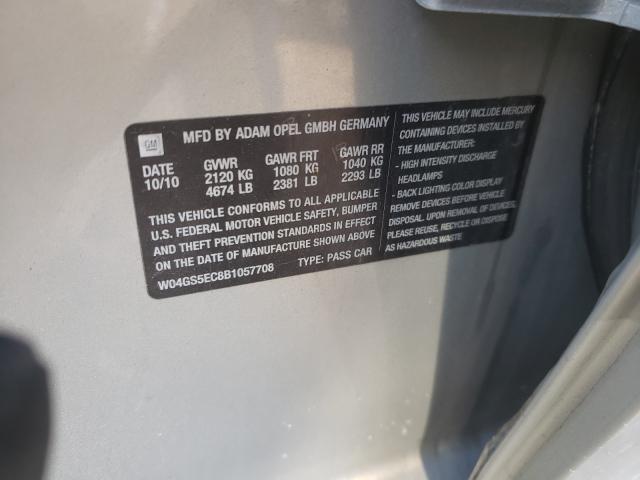 GM
MFD BY ADAM OPEL GMBH GERMANY
DATE GVWR GAWR FRT GAWR RR
10/10 2120 KG 1080 KG 1040 KG
4674 LB 2381 LB 2293 LB
THIS VEHICLE CONFORMS TO ALL APPLICABLE
U.S. FEDERAL MOTOR VEHICLE SAFETY, BUMPER
AND THEFT PREVENTION STANDARDS IN EFFECT
ON THE DATE OF MANUFACTURE SHOWN ABOVE
W04GS5EC8B1057708 TYPE: PASS CAR
THIS VEHICLE MAY INCLUDE MERCURY
CONTAINING DEVICES INSTALLED BY
THE MANUFACTURER:
- HIGH INTENSITY DISCHARGE
HEADLAMPS
- BACK LIGHTING COLOR DISPLAY
REMOVE DEVICES BEFORE VEHICLE
DISPOSAL. UPON REMOVAL OF DEVICES,
PLEASE REUSE, RECYCLE OR DISPOSE
AS HAZARDOUS WASTE